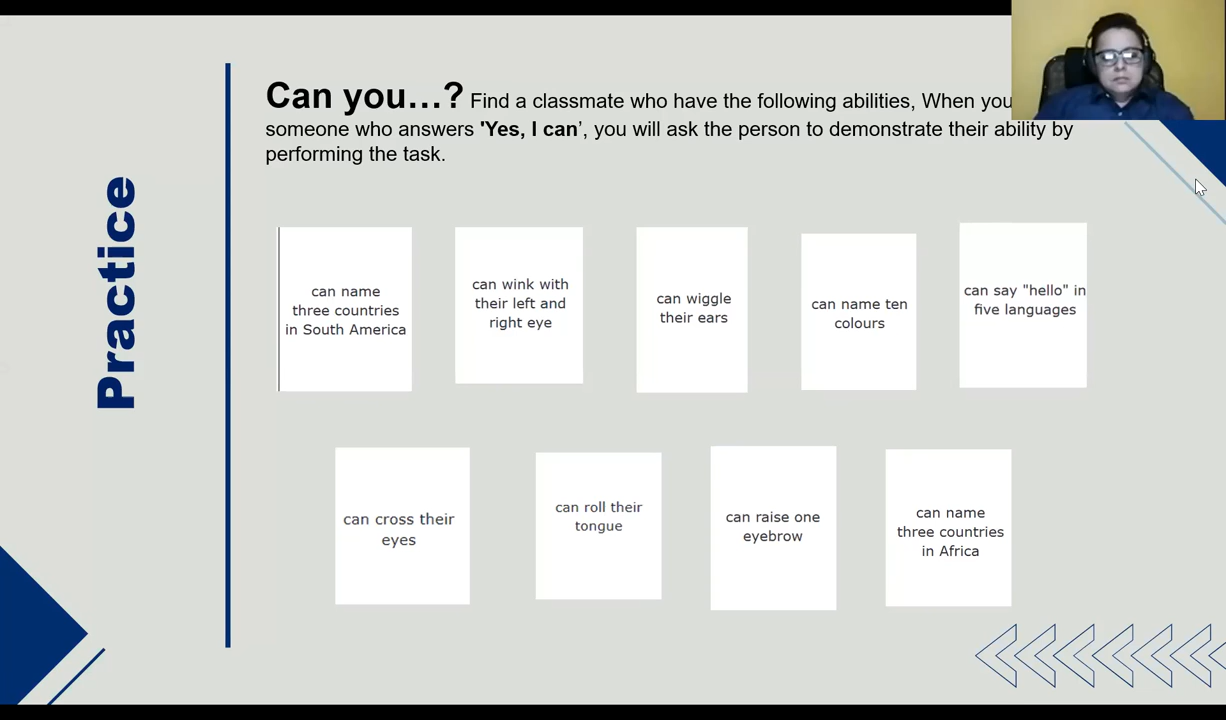 Practice
Can you…? Find a classmate who have the following abilities, When you
someone who answers 'Yes, I can', you will ask the person to demonstrate their ability by
performing the task.
can name
three countries
in South America
can wink with
their left and
right eye
can wiggle
their ears
can name ten
colours
can say "hello" in
five languages
can cross their
eyes
can roll their
tongue
can raise one
eyebrow
can name
three countries
in Africa